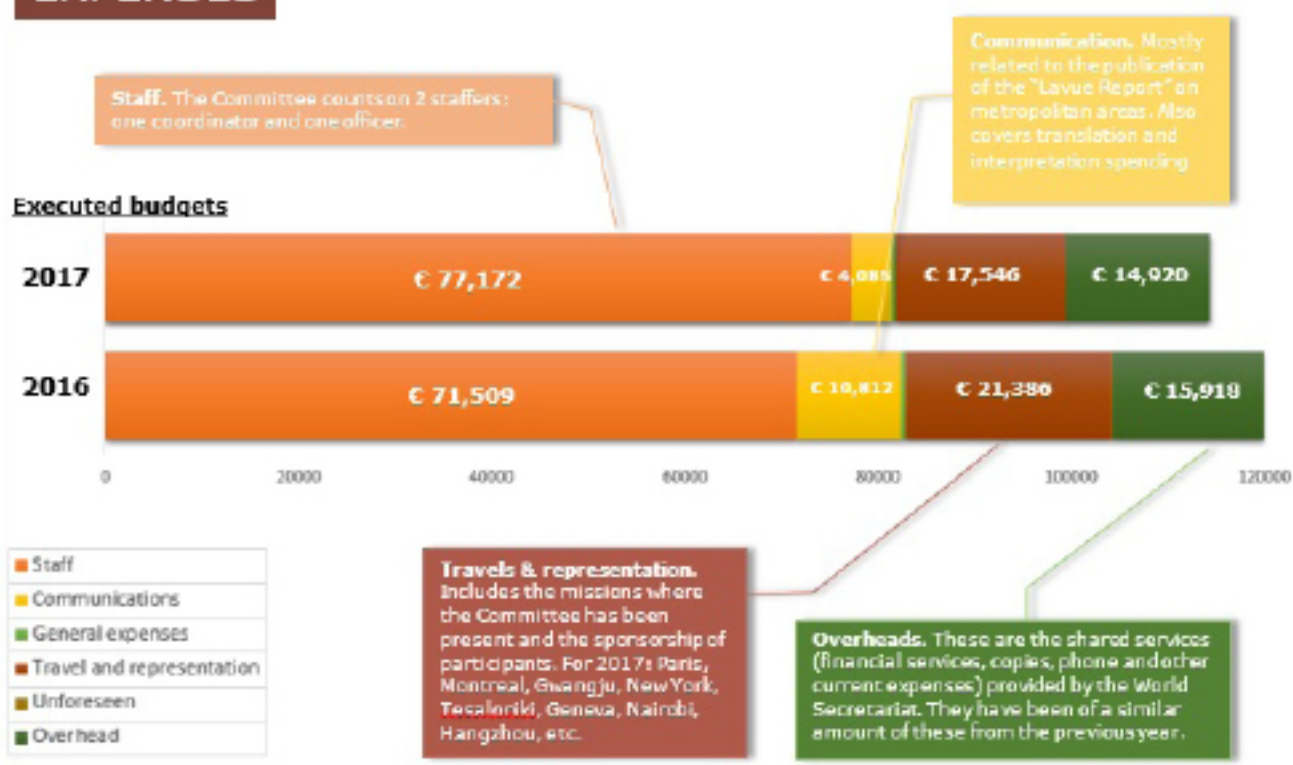 EXPENSES
Communication. Mostly
related to the publication
of the "Lavue Report" on
metropolitan areas. Also
covers translation and
interpretation spending
Staff. The Committee counts on 2 staffers:
one coordinator and one officer.
Executed budgets
2017
€ 77,172
€ 4,085
€ 17,546
€ 14,920
2016
€ 71,509
€ 10,812
€ 21,386
€ 15,918
0
20000
40000
60000
80000
100000
120000
Staff
Communications
General expenses
Travel and representation
Unforeseen
Overhead
Travels & representation.
Includes the missions where
the Committee has been
present and the sponsorship of
participants. For 2017: Paris,
Montreal, Gwangju, New York,
Tesaloniki, Geneva, Nairobi,
Hangzhou, etc.
Overheads. These are the shared services
(financial services, copies, phone and other
current expenses) provided by the World
Secretariat. They have been of a similar
amount of these from the previous year.